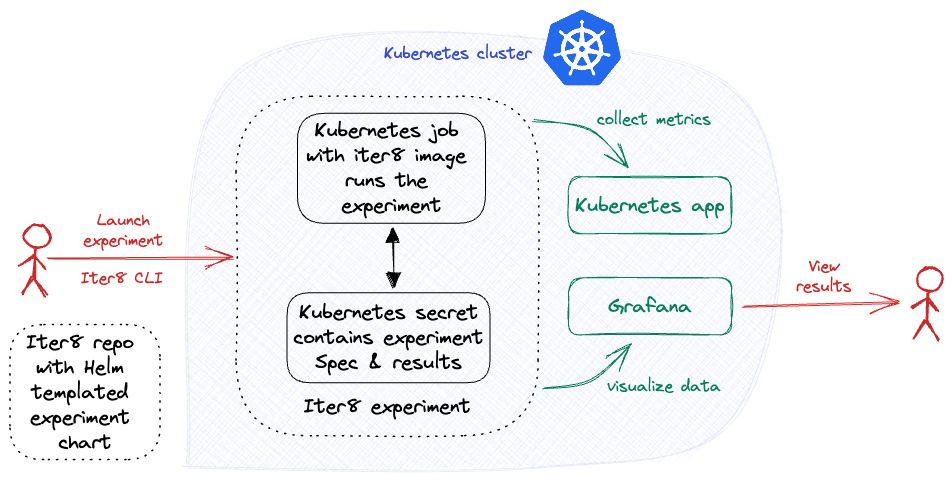 Kubernetes cluster
Kubernetes job
with iter8 image
runs the
experiment
collect metrics
Kubernetes app
Launch
experiment
Iter8 CLI
View
results
Kubernetes secret
contains experiment
Spec & results
Grafana
Iter8 repo
with Helm
templated
experiment
chart
Iter8 experiment
visualize data